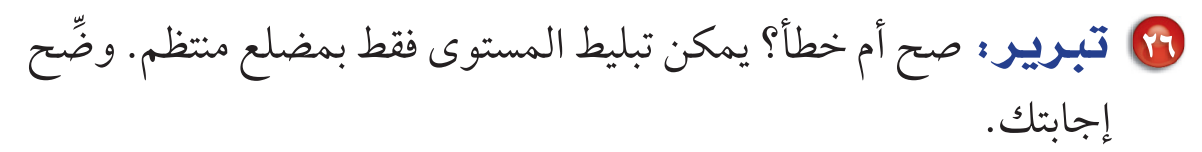 ٢٦ تبرير: صح أم خطأ؟ يمكن تبليط المستوى فقط بمضلع منتظم. وضِّح
إجابتك.